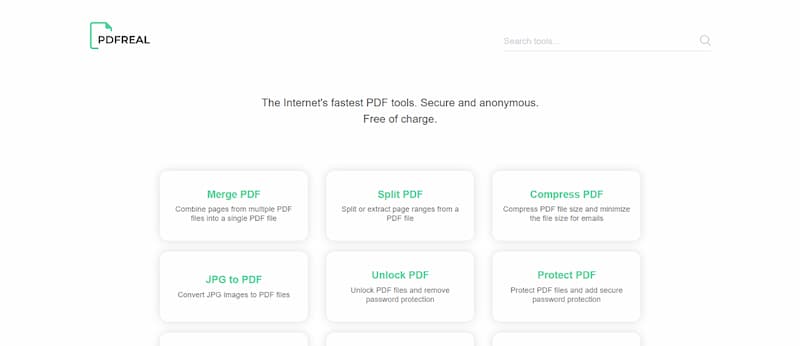 PDFREAL
Search tools...
The Internet's fastest PDF tools. Secure and anonymous.
Free of charge.
Merge PDF
Combine pages from multiple PDF
files into a single PDF file
Split PDF
Split or extract page ranges from a
PDF file
Compress PDF
Compress PDF file size and minimize
the file size for emails
JPG to PDF
Convert JPG images to PDF files
Unlock PDF
Unlock PDF files and remove
password protection
Protect PDF
Protect PDF files and add secure
password protection